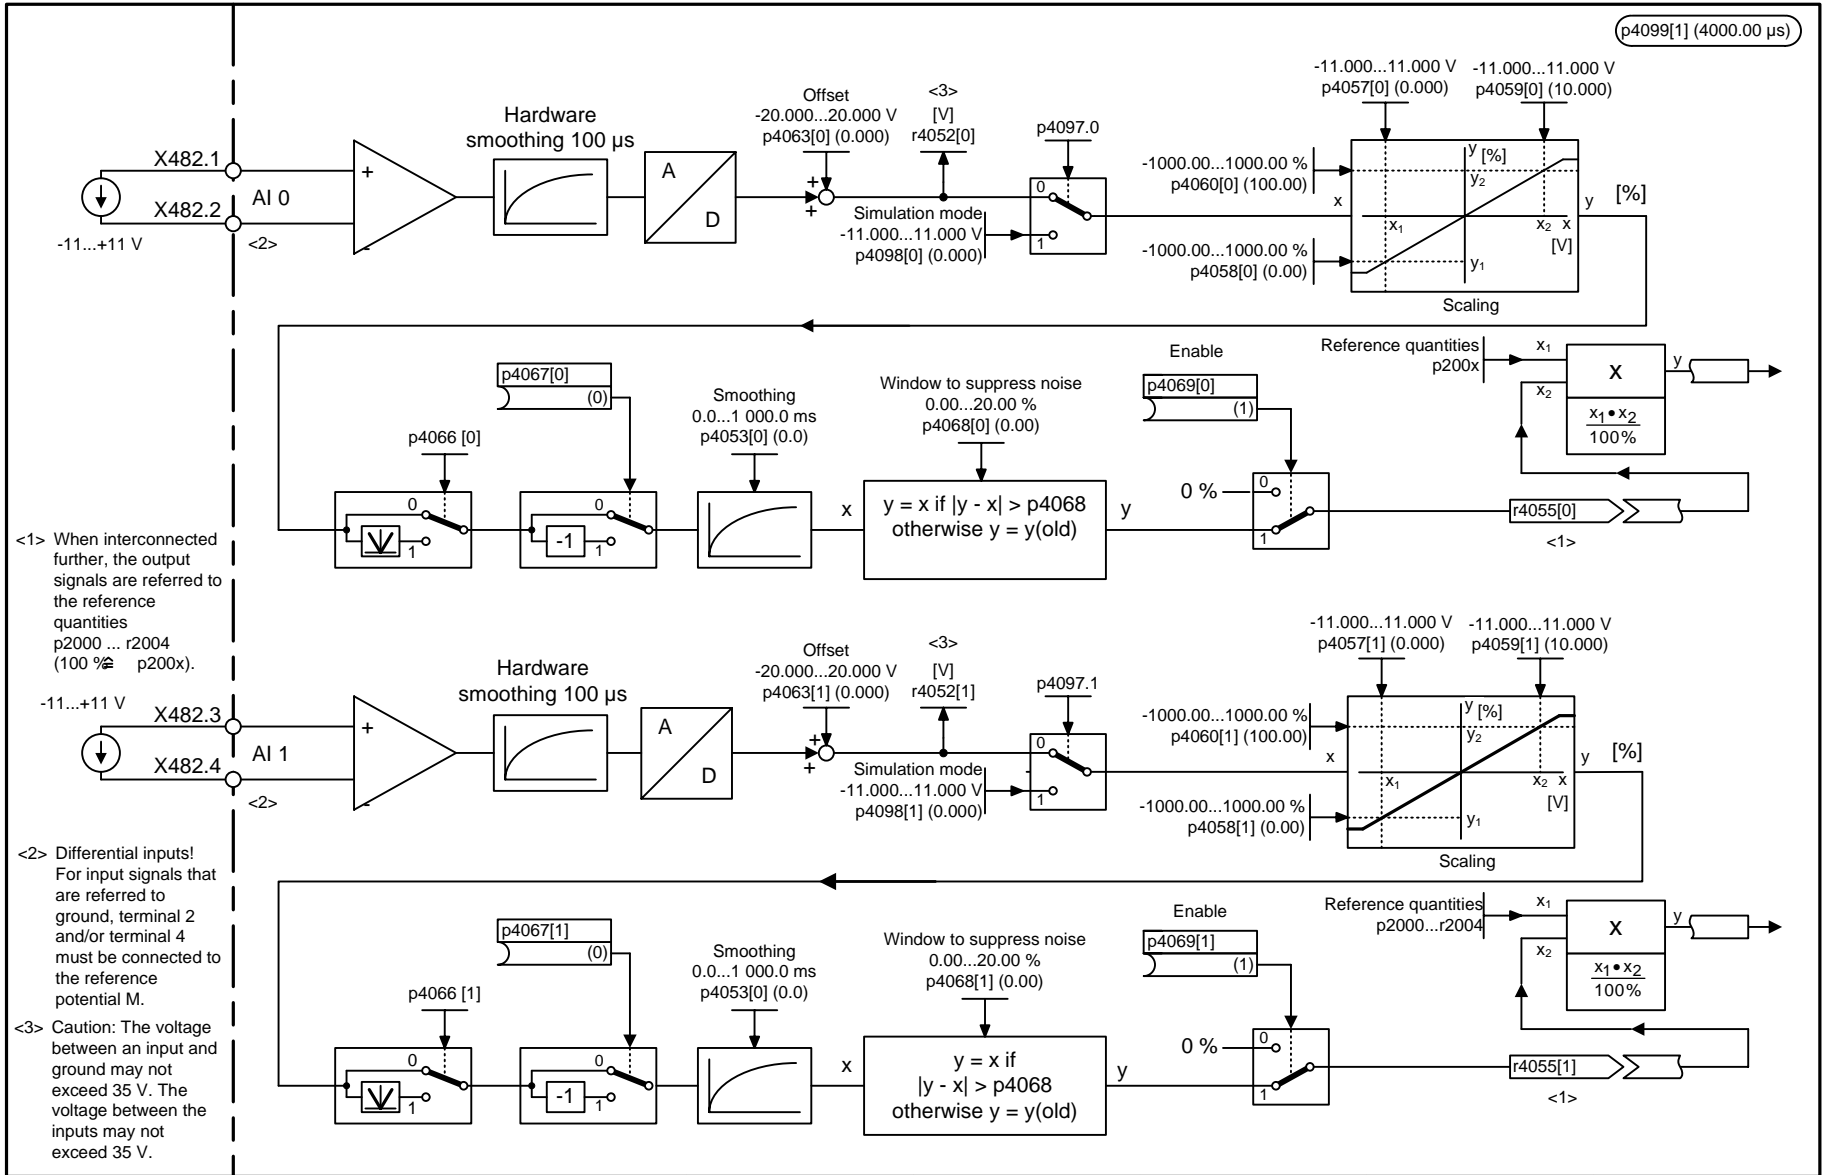 p4099[1] (4000.00 µs)
-11.000...11.000 V
p4057[0] (0.000)
-11.000...11.000 V
p4059[0] (10.000)
Offset
-20.000...20.000 V
p4063[0] (0.000)
<3>
[V]
r4052[0]
Hardware
smoothing 100 µs
p4097.0
X482.1
X482.2
AI 0
-11...+11 V
<2>
+
-
A
D
+
+
0
1
Simulation mode
-11.000...11.000 V
p4098[0] (0.000)
-1000.00...1000.00 %
p4060[0] (100.00)
x
-1000.00...1000.00 %
p4058[0] (0.00)
y [%]
y2
x1
x2 x
[V]
y1
y
[%]
Scaling
Reference quantities
p200x
x1
x2
x
x1•x2
100%
y
Enable
p4069[0]
(1)
p4067[0]
(0)
Smoothing
0.0...1 000.0 ms
p4053[0] (0.0)
Window to suppress noise
0.00...20.00 %
p4068[0] (0.00)
p4066 [0]
0
1
0
-1
1
x
y = x if |y - x| > p4068
otherwise y = y(old)
y
0 %
0
1
r4055[0]
<1>
<1> When interconnected
further, the output
signals are referred to
the reference
quantities
p2000 ... r2004
(100 %≙ p200x).
-11.000...11.000 V
p4057[1] (0.000)
-11.000...11.000 V
p4059[1] (10.000)
Offset
-20.000...20.000 V
p4063[1] (0.000)
<3>
[V]
r4052[1]
Hardware
smoothing 100 µs
p4097.1
-11...+11 V
X482.3
X482.4
AI 1
<2>
+
-
A
D
+
+
0
1
Simulation mode
-11.000...11.000 V
p4098[1] (0.000)
-1000.00...1000.00 %
p4060[1] (100.00)
x
-1000.00...1000.00 %
p4058[1] (0.00)
y [%]
y2
x1
x2 x
[V]
y1
y
[%]
Scaling
<2> Differential inputs!
For input signals that
are referred to
ground, terminal 2
and/or terminal 4
must be connected to
the reference
potential M.
Reference quantities
p2000...r2004
x1
x2
x
x1•x2
100%
y
Enable
p4069[1]
(1)
p4067[1]
(0)
Smoothing
0.0...1 000.0 ms
p4053[0] (0.0)
Window to suppress noise
0.00...20.00 %
p4068[1] (0.00)
p4066 [1]
0
1
0
-1
1
x
y = x if
|y - x| > p4068
otherwise y = y(old)
y
0 %
0
1
r4055[1]
<1>
<3> Caution: The voltage
between an input and
ground may not
exceed 35 V. The
voltage between the
inputs may not
exceed 35 V.